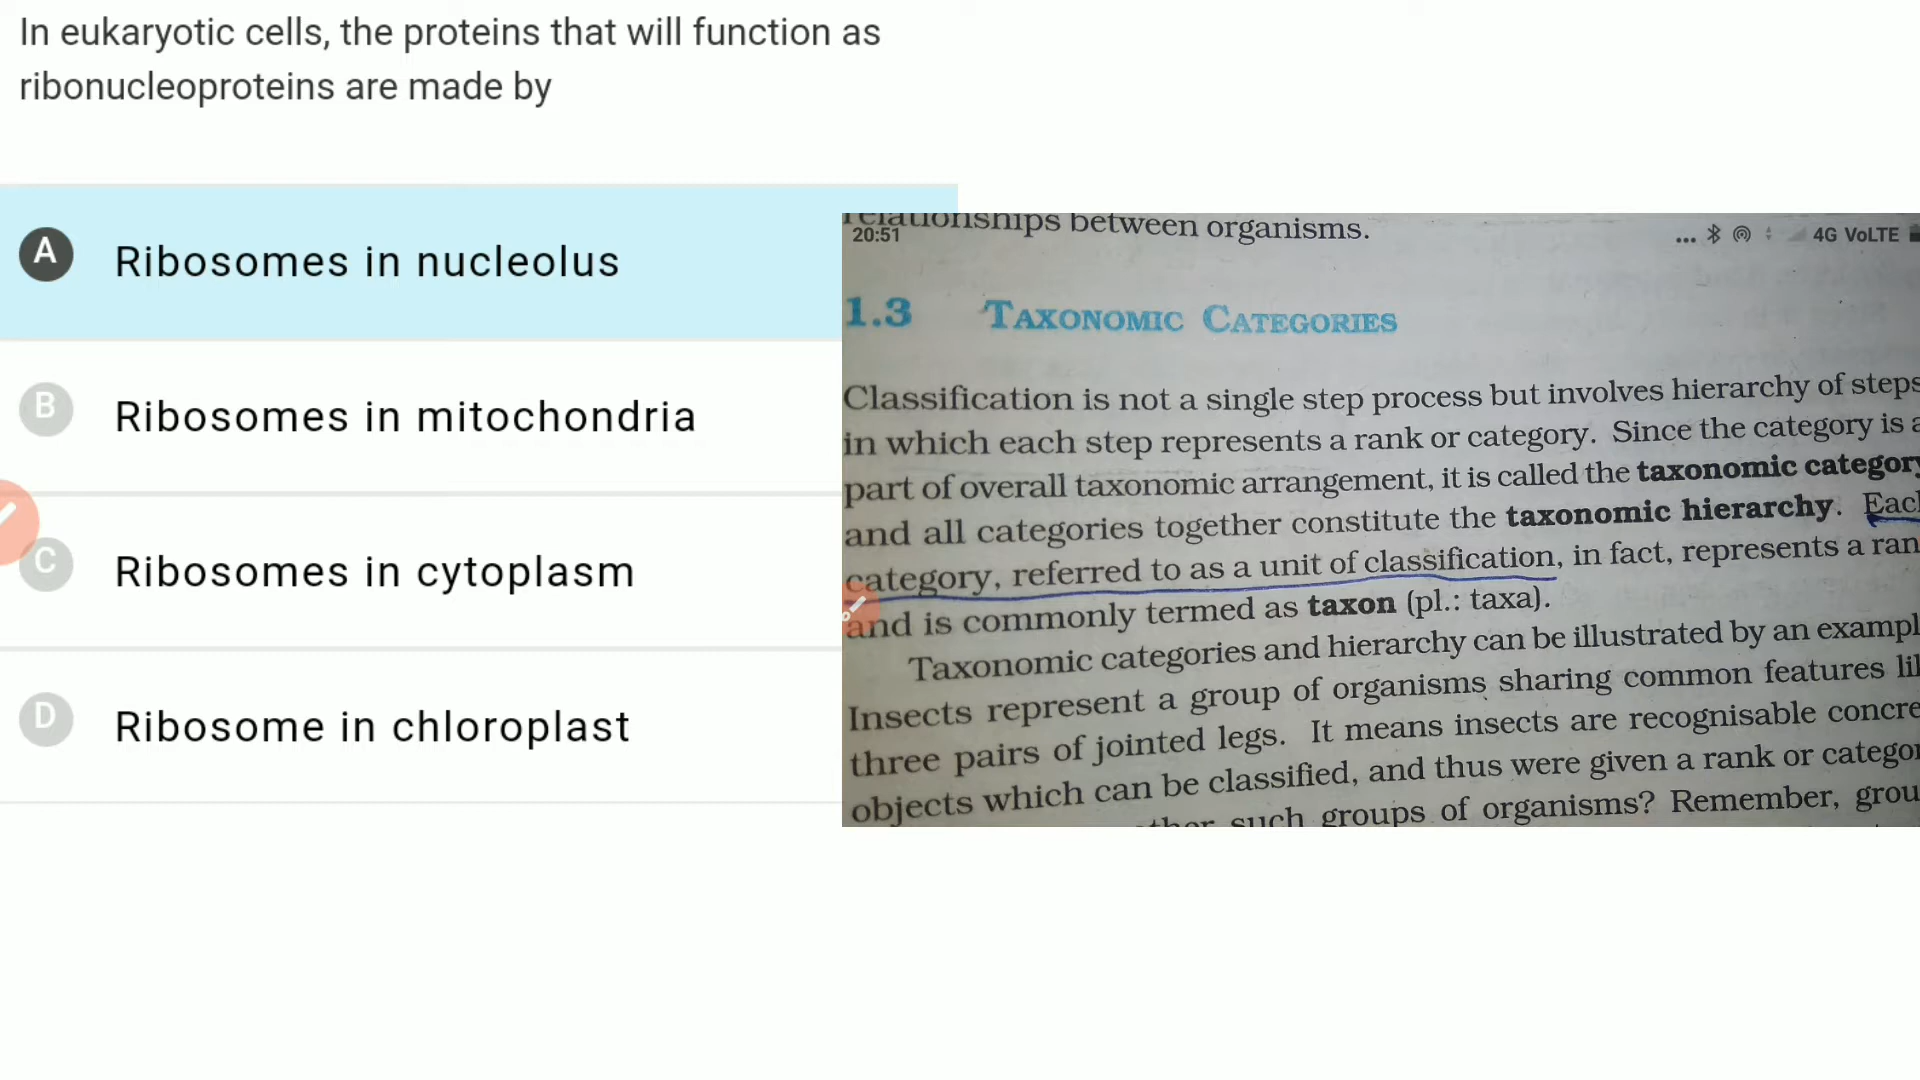 In eukaryotic cells, the proteins that will function as
ribonucleoproteins are made by
A Ribosomes in nucleolus
B Ribosomes in mitochondria
C Ribosomes in cytoplasm
D Ribosome in chloroplast
relationships between organisms.
20:51 ... 4G VoLTE
1.3 TAXONOMIC CATEGORIES
Classification is not a single step process but involves hierarchy of steps
in which each step represents a rank or category. Since the category is a
part of overall taxonomic arrangement, it is called the taxonomic category
and all categories together constitute the taxonomic hierarchy. Each
category, referred to as a unit of classification, in fact, represents a ran
and is commonly termed as taxon (pl.: taxa).
Taxonomic categories and hierarchy can be illustrated by an exampl
Insects represent a group of organisms sharing common features li
three pairs of jointed legs. It means insects are recognisable concre
objects which can be classified, and thus were given a rank or catego
such groups of organisms? Remember, grou